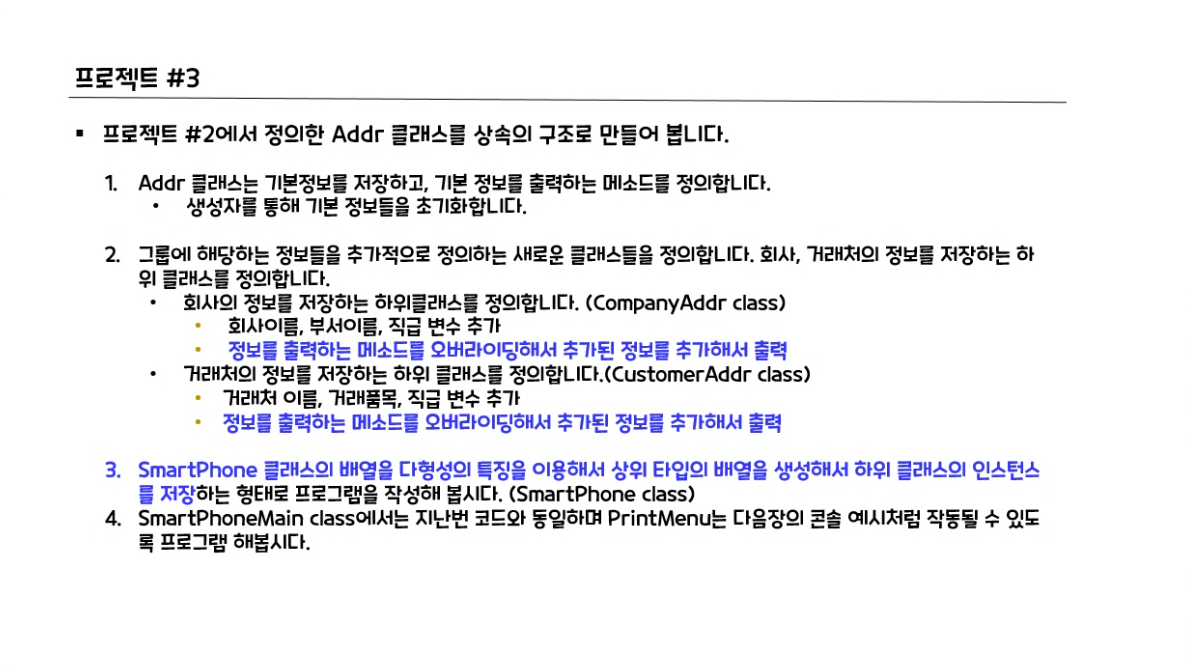 프로젝트 #3
▪ 프로젝트 #2에서 정의한 Addr 클래스를 상속의 구조로 만들어 봅니다.
1. Addr 클래스는 기본정보를 저장하고, 기본 정보를 출력하는 메소드를 정의합니다.
• 생성자를 통해 기본 정보들을 초기화합니다.
2. 그룹에 해당하는 정보들을 추가적으로 정의하는 새로운 클래스들을 정의합니다. 회사, 거래처의 정보를 저장하는 하
위 클래스를 정의합니다.
• 회사의 정보를 저장하는 하위클래스를 정의합니다. (CompanyAddr class)
• 회사이름, 부서이름, 직급 변수 추가
• 정보를 출력하는 메소드를 오버라이딩해서 추가된 정보를 추가해서 출력
• 거래처의 정보를 저장하는 하위 클래스를 정의합니다.(CustomerAddr class)
• 거래처 이름, 거래품목, 직급 변수 추가
• 정보를 출력하는 메소드를 오버라이딩해서 추가된 정보를 추가해서 출력
3. SmartPhone 클래스의 배열을 다형성의 특징을 이용해서 상위 타입의 배열을 생성해서 하위 클래스의 인스턴스
를 저장하는 형태로 프로그램을 작성해 봅시다. (SmartPhone class)
4. SmartPhoneMain class에서는 지난번 코드와 동일하며 PrintMenu는 다음장의 콘솔 예시처럼 작동될 수 있도
록 프로그램 해봅시다.